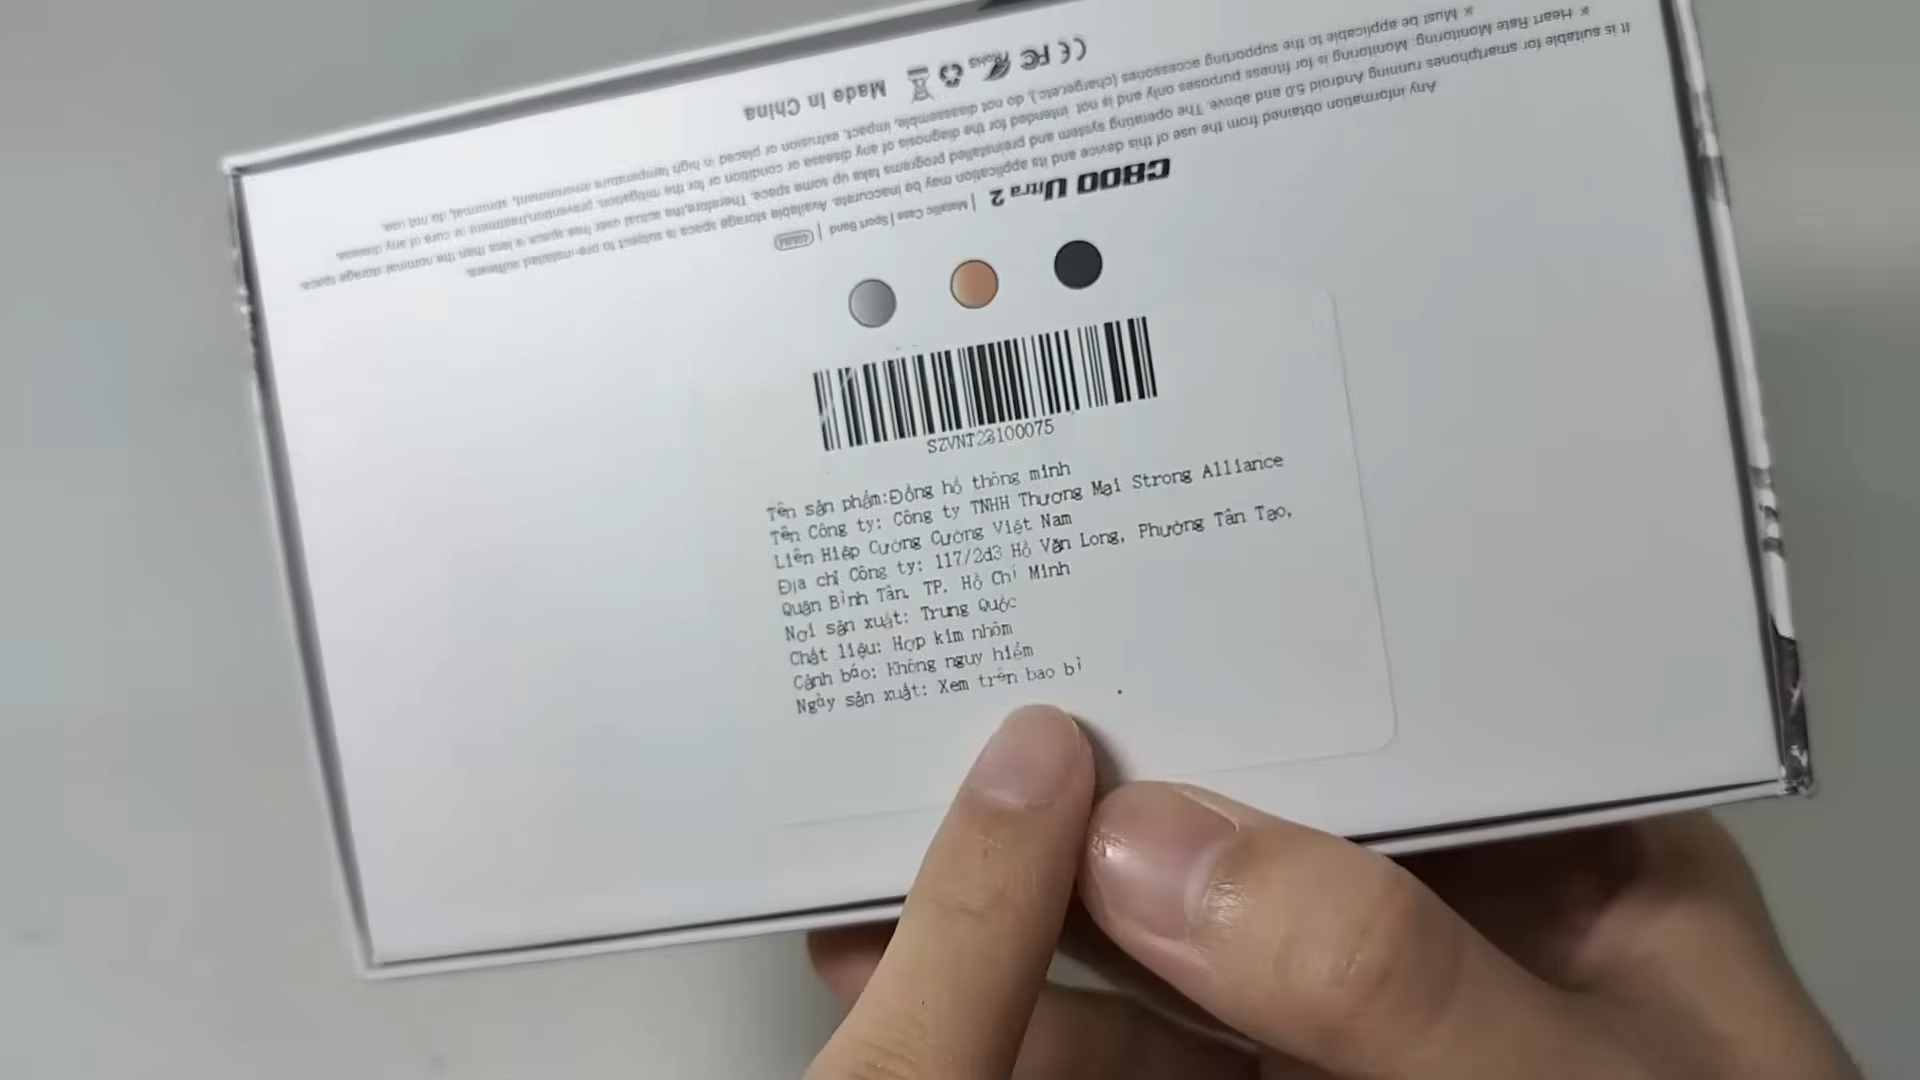 CE FC RoHS Made In China
※ Must be applicable to the supporting accessories (charger,etc.), do not disassemble, impact, extrusion or placed in high temperature environment, abnormal, do not use.
※ Heart Rate Monitoring: Monitoring is for fitness purposes only and is not intended for the diagnosis of any disease or condition or for the mitigation, prevention,treatment or cure of any disease.
It is suitable for smartphones running Android 5.0 and above. The operating system and preinstalled programs take up some space. Therefore,the actual user free space is less than the nominal storage space.
Any information obtained from the use of this device and its application may be inaccurate. Available storage space is subject to pre-installed software.
C800 Ultra 2 | Metallic Case | Sport Band |
SZVNT23100075
Tên sản phẩm:Đồng hồ thông minh
Tên Công ty: Công ty TNHH Thương Mại Strong Alliance
Liên Hiệp Cường Cường Việt Nam
Địa chỉ Công ty: 117/2d3 Hồ Văn Long, Phường Tân Tạo,
Quận Bình Tân, TP. Hồ Chí Minh
Nơi sản xuất: Trung Quốc
Chất liệu: Hợp kim nhôm
Cảnh báo: Không nguy hiểm
Ngày sản xuất: Xem trên bao bì